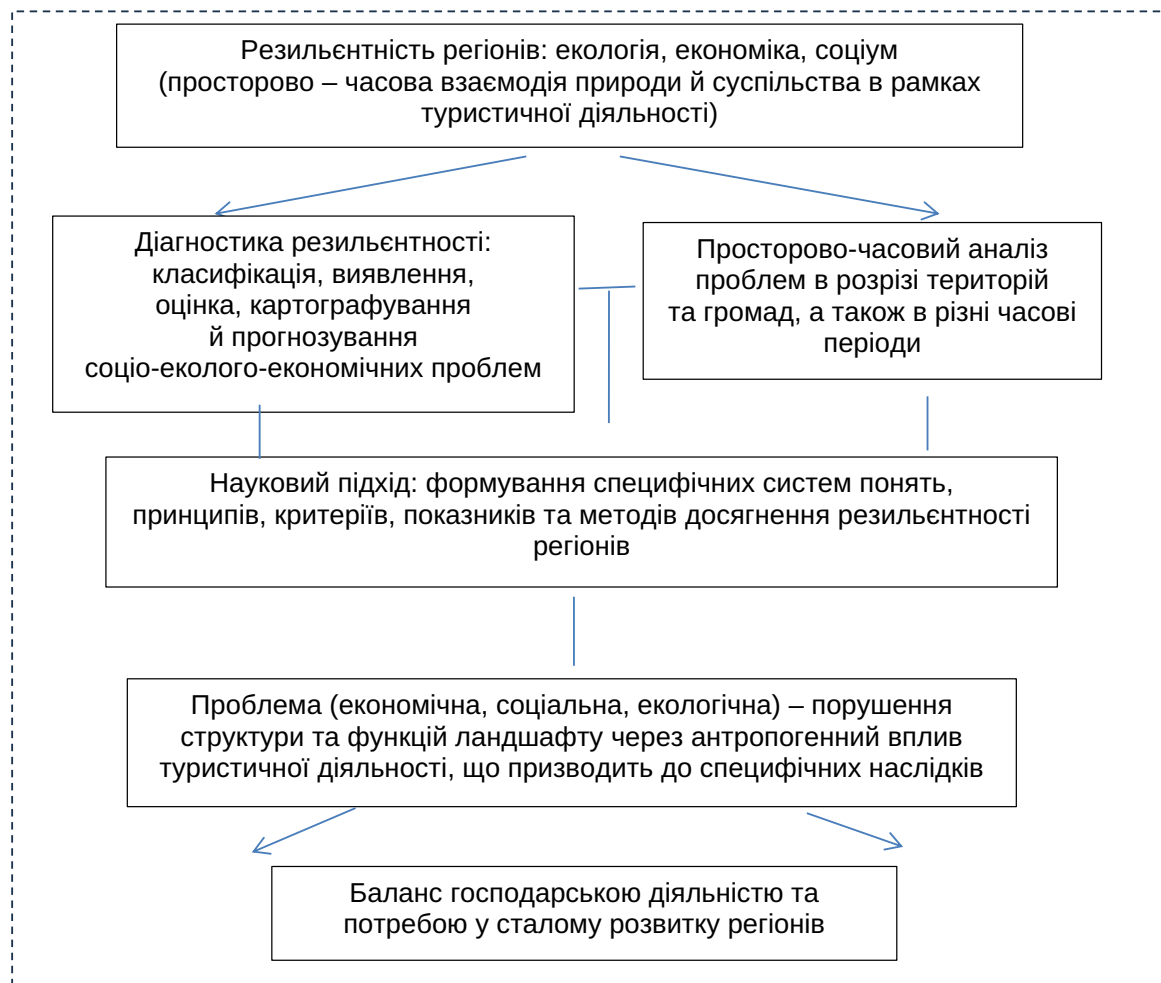 Резильєнтність регіонів: екологія, економіка, соціум
(просторово – часова взаємодія природи й суспільства в рамках
туристичної діяльності)
Діагностика резильєнтності:
класифікація, виявлення,
оцінка, картографування
й прогнозування
соціо-еколого-економічних проблем
Просторово-часовий аналіз
проблем в розрізі територій
та громад, а також в різні часові
періоди
Науковий підхід: формування специфічних систем понять,
принципів, критеріїв, показників та методів досягнення резильєнтності
регіонів
Проблема (економічна, соціальна, екологічна) – порушення
структури та функцій ландшафту через антропогенний вплив
туристичної діяльності, що призводить до специфічних наслідків
Баланс господарською діяльністю та
потребою у сталому розвитку регіонів